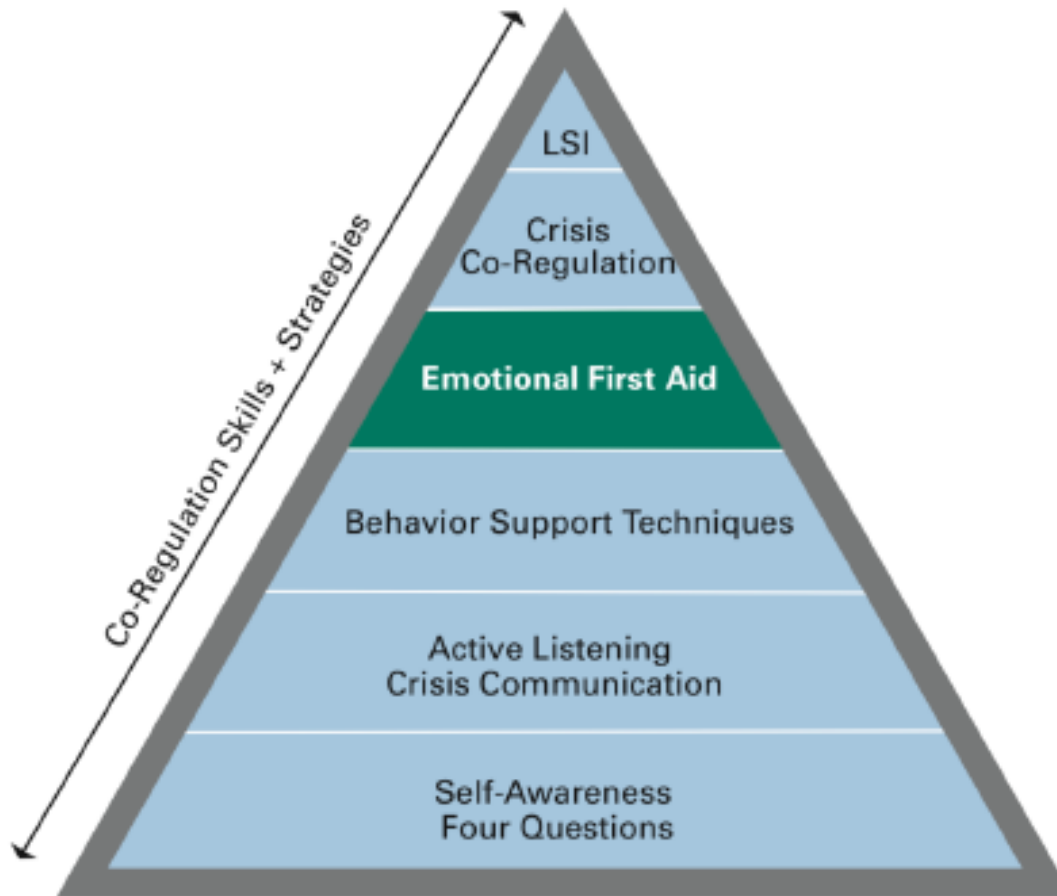 LSI
Crisis
Co-Regulation
Emotional First Aid
Behavior Support Techniques
Active Listening
Crisis Communication
Self-Awareness
Four Questions
Co-Regulation Skills + Strategies